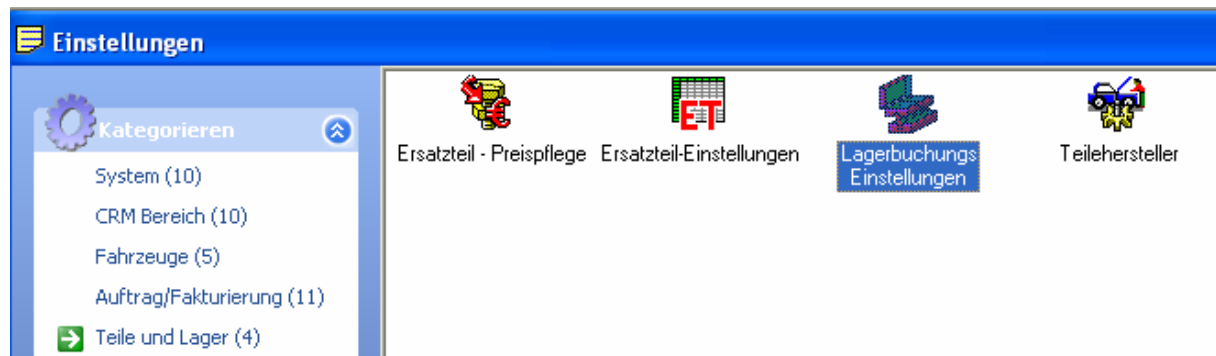 Einstellungen
Kategorieren
System (10)
CRM Bereich (10)
Fahrzeuge (5)
Auftrag/Fakturierung (11)
Teile und Lager (4)
€
ET
Ersatzteil - Preispflege
Ersatzteil-Einstellungen
Lagerbuchungs
Einstellungen
Teilehersteller